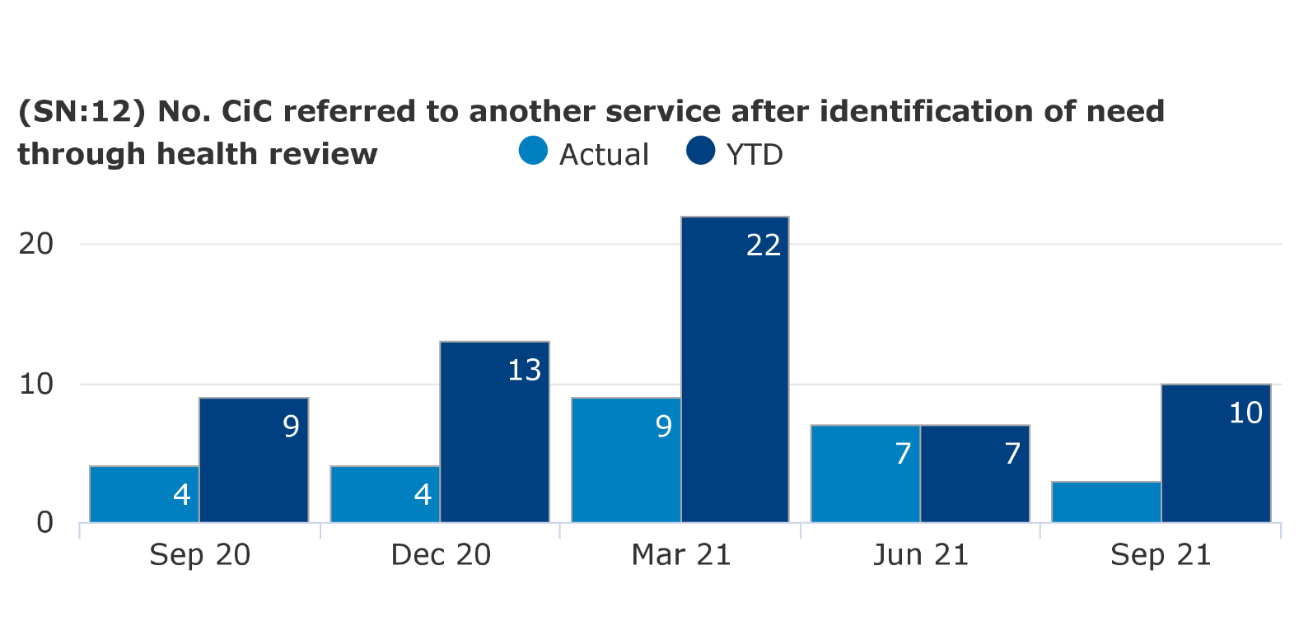 (SN:12) No. CiC referred to another service after identification of need
through health review
Actual YTD
20
10
0
4 9
4 13
9 22
7 7
10
Sep 20 Dec 20 Mar 21 Jun 21 Sep 21